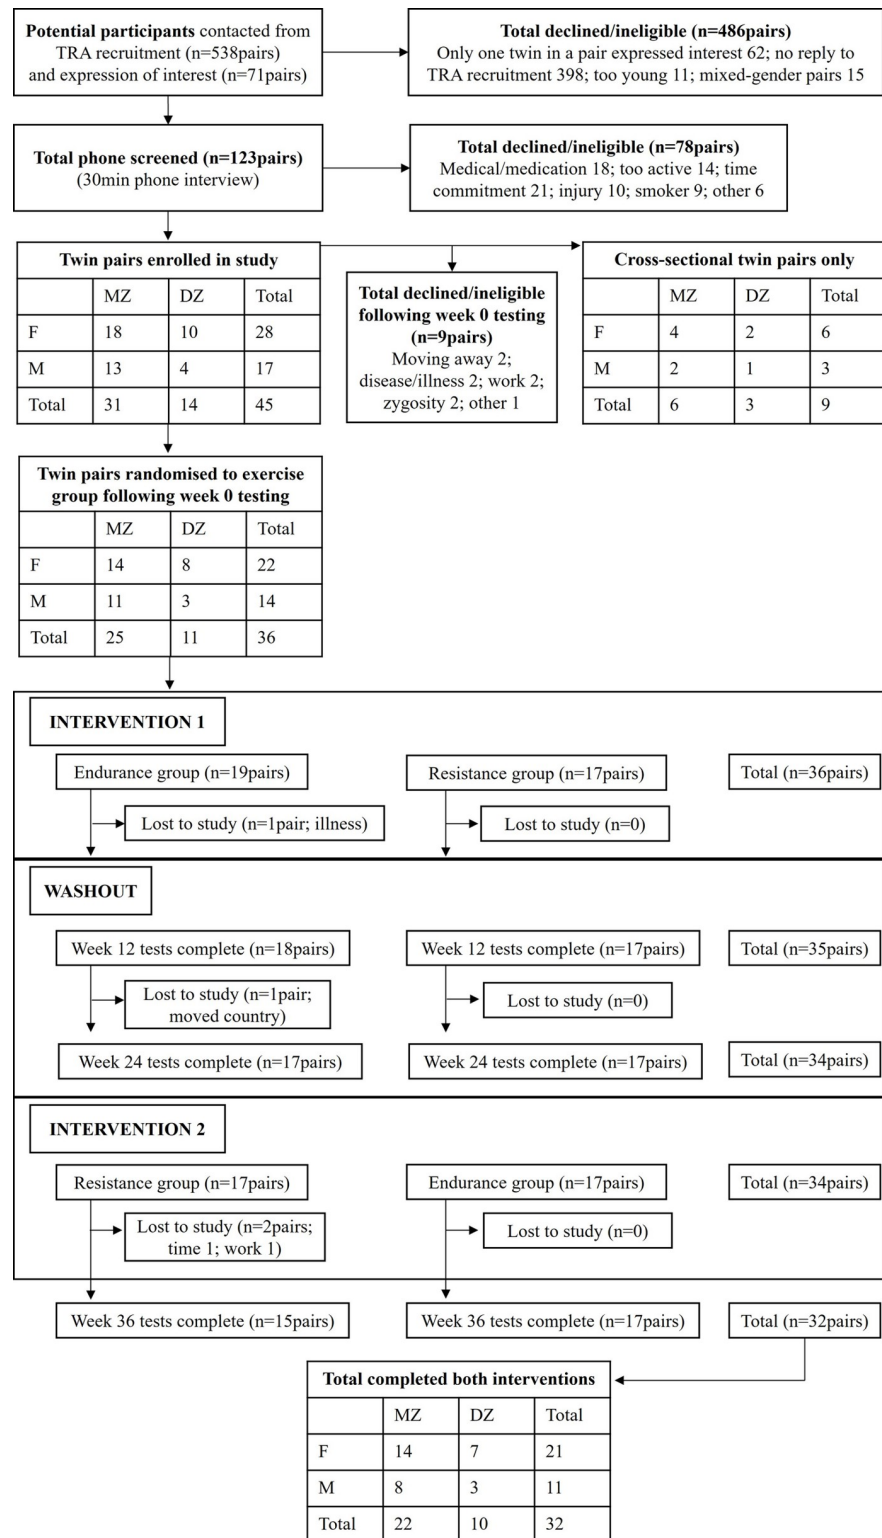 Potential participants contacted from
TRA recruitment (n=538pairs)
and expression of interest (n=71pairs)
Total declined/ineligible (n=486pairs)
Only one twin in a pair expressed interest 62; no reply to
TRA recruitment 398; too young 11; mixed-gender pairs 15
Total phone screened (n=123pairs)
(30min phone interview)
Total declined/ineligible (n=78pairs)
Medical/medication 18; too active 14; time
commitment 21; injury 10; smoker 9; other 6
Twin pairs enrolled in study
MZ DZ Total
F 18 10 28
M 13 4 17
Total 31 14 45
Total declined/ineligible
following week 0 testing
(n=9pairs)
Moving away 2;
disease/illness 2; work 2;
zygosity 2; other 1
Cross-sectional twin pairs only
MZ DZ Total
F 4 2 6
M 2 1 3
Total 6 3 9
Twin pairs randomised to exercise
group following week 0 testing
MZ DZ Total
F 14 8 22
M 11 3 14
Total 25 11 36
INTERVENTION 1
Endurance group (n=19pairs) Resistance group (n=17pairs) Total (n=36pairs)
Lost to study (n=1pair; illness) Lost to study (n=0)
WASHOUT
Week 12 tests complete (n=18pairs) Week 12 tests complete (n=17pairs) Total (n=35pairs)
Lost to study (n=1pair;
moved country)
Lost to study (n=0)
Week 24 tests complete (n=17pairs) Week 24 tests complete (n=17pairs) Total (n=34pairs)
INTERVENTION 2
Resistance group (n=17pairs) Endurance group (n=17pairs) Total (n=34pairs)
Lost to study (n=2pairs;
time 1; work 1)
Lost to study (n=0)
Week 36 tests complete (n=15pairs) Week 36 tests complete (n=17pairs) Total (n=32pairs)
Total completed both interventions
MZ DZ Total
F 14 7 21
M 8 3 11
Total 22 10 32